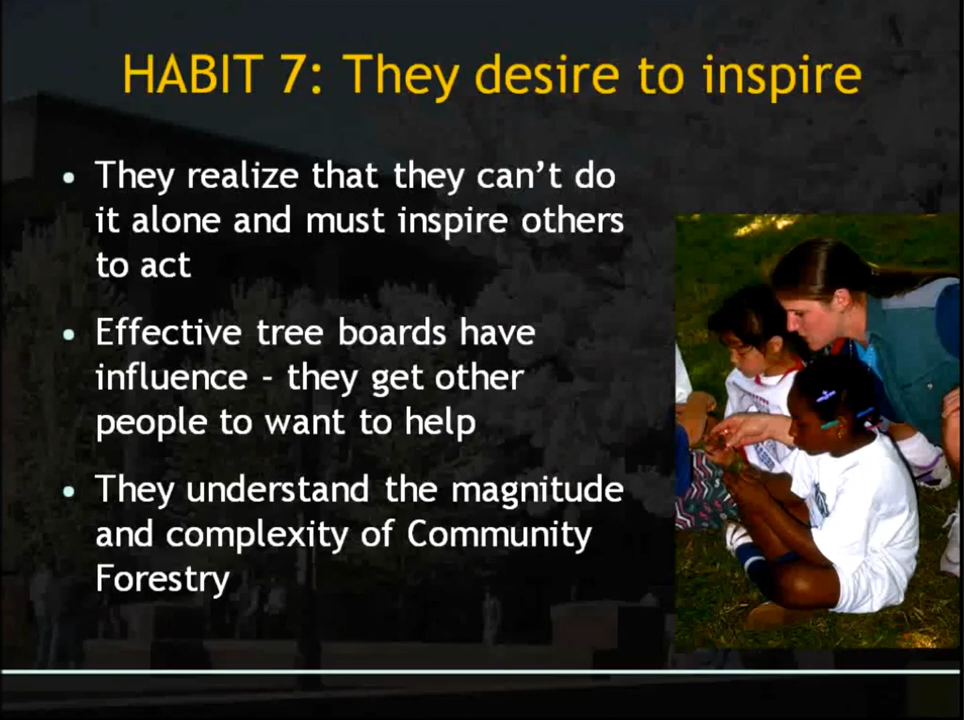 HABIT 7: They desire to inspire
• They realize that they can’t do
it alone and must inspire others
to act
• Effective tree boards have
influence - they get other
people to want to help
• They understand the magnitude
and complexity of Community
Forestry